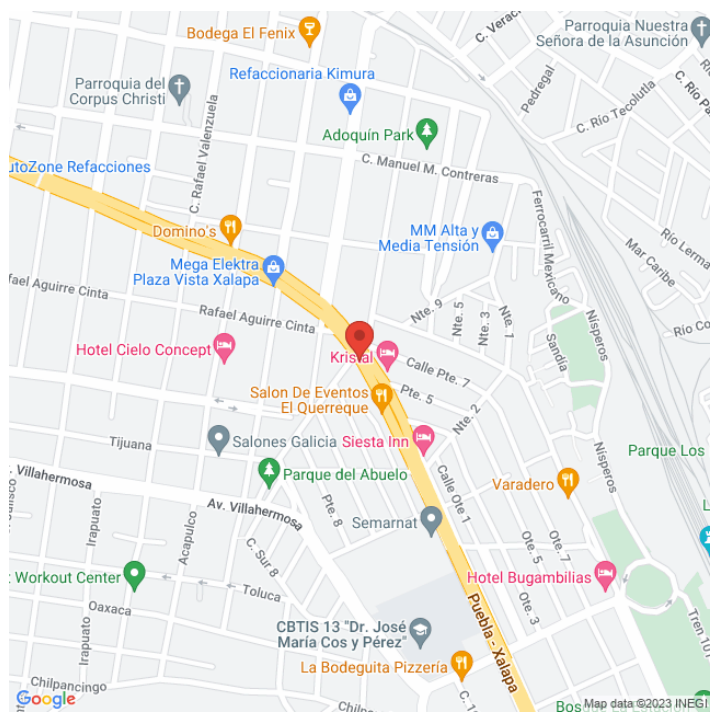 Bodega El Fenix
C. Veracr
Parroquia Nuestra
Señora de la Asunción
Refaccionaria Kimura
Parroquia del
Corpus Christi
Pedregal
C. Río Tecolutla
C. Río Pa
C. Rafael Valenzuela
Adoquín Park
C. Manuel M. Contreras
utoZone Refacciones
Ferrocarril Mexicano
Río Lerma
Domino's
MM Alta y
Media Tensión
Mar Caribe
Mega Elektra
Plaza Vista Xalapa
Rafael Aguirre Cinta
Rafael Aguirre Cinta
Nte. 9
Nte. 5
Nte. 3
Nte. 1
Nísperos
Río Co
Sandía
Hotel Cielo Concept
Kristal
Calle Pte. 7
Pte. 5
Nte. 2
Salon De Eventos
El Querreque
Tijuana
Salones Galicia
Siesta Inn
Parque Los
Nísperos
Av. Villahermosa
Parque del Abuelo
Calle Ote. 1
Varadero
Irapuato
Acapulco
Av. Villahermosa
Pte. 8
Semarnat
Ote. 5
Ote. 7
L
C. Sur 8
Workout Center
Toluca
Ote. 3
Hotel Bugambilias
Oaxaca
CBTIS 13 "Dr. José
María Cos y Pérez"
Puebla - Xalapa
Tren 101
Irapuato
La Bodeguita Pizzería
Chilpancingo
Google
Chilpancingo
Map data ©2023 INEGI